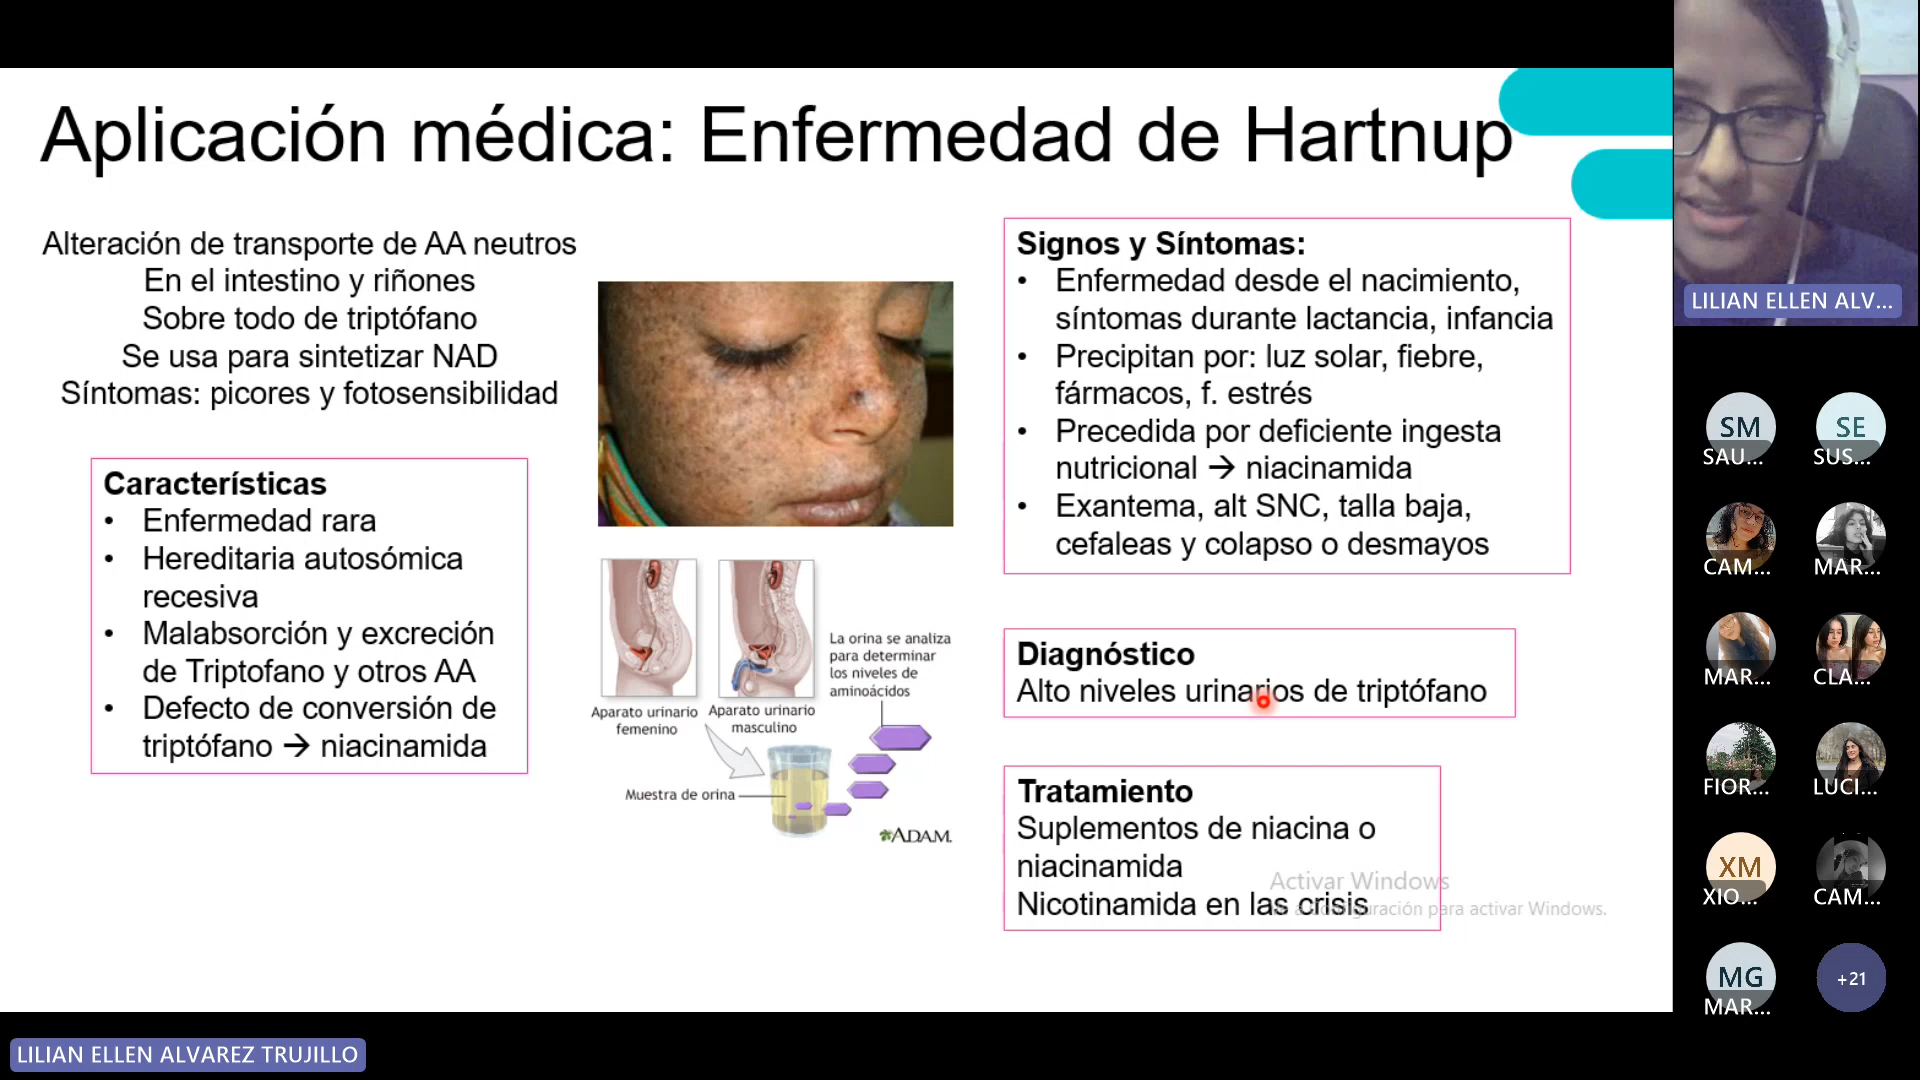 Aplicación médica: Enfermedad de Hartnup
Alteración de transporte de AA neutros
En el intestino y riñones
Sobre todo de triptófano
Se usa para sintetizar NAD
Síntomas: picores y fotosensibilidad
Características
• Enfermedad rara
• Hereditaria autosómica
recesiva
• Malabsorción y excreción
de Triptofano y otros AA
• Defecto de conversión de
triptófano → niacinamida
La orina se analiza
para determinar
los niveles de
aminoácidos
Aparato urinario
femenino
Aparato urinario
masculino
Muestra de orina
ADAM.
Signos y Síntomas:
• Enfermedad desde el nacimiento,
síntomas durante lactancia, infancia
• Precipitan por: luz solar, fiebre,
fármacos, f. estrés
• Precedida por deficiente ingesta
nutricional → niacinamida
• Exantema, alt SNC, talla baja,
cefaleas y colapso o desmayos
Diagnóstico
Alto niveles urinarios de triptófano
Tratamiento
Suplementos de niacina o
niacinamida
Nicotinamida en las crisis
Activar Windows
a Configuración para activar Windows.
LILIAN ELLEN ALV...
SM
SAU...
SE
SUS...
CAM...
MAR...
MAR...
CLA...
FIOR...
LUCI...
XM
XIO...
CAM...
MG
MAR...
+21
LILIAN ELLEN ALVAREZ TRUJILLO